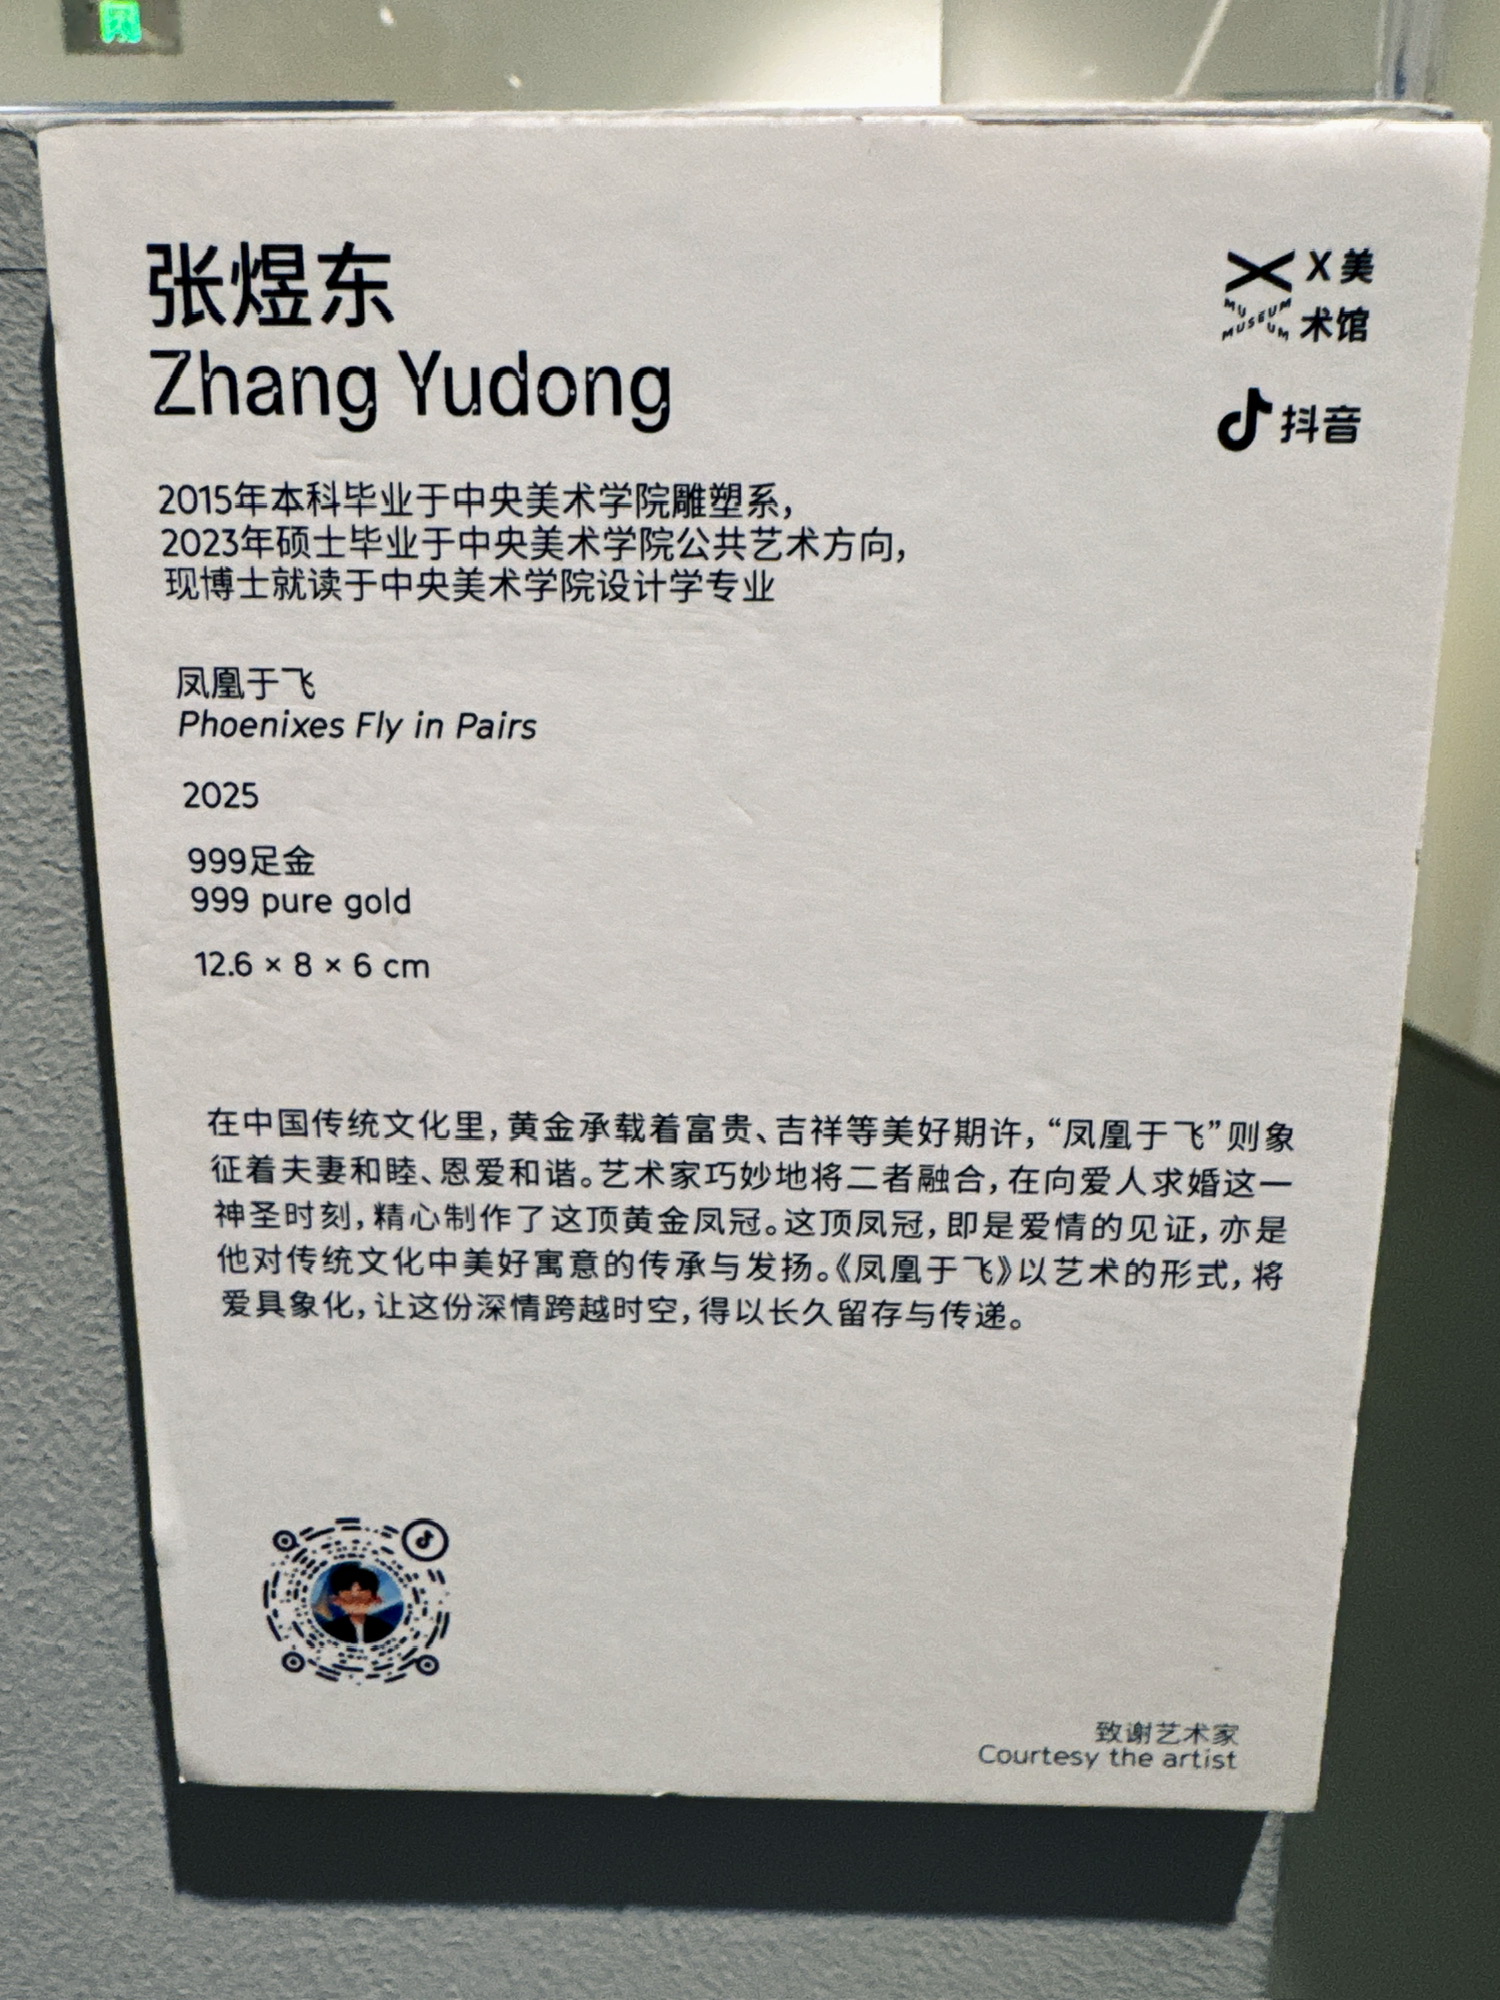 张煜东
Zhang Yudong
X美
术馆
MUSEUM
抖音
2015年本科毕业于中央美术学院雕塑系，
2023年硕士毕业于中央美术学院公共艺术方向，
现博士就读于中央美术学院设计学专业
凤凰于飞
Phoenixes Fly in Pairs
2025
999足金
999 pure gold
12.6 × 8 × 6 cm
在中国传统文化里，黄金承载着富贵、吉祥等美好期许，“凤凰于飞”则象
征着夫妻和睦、恩爱和谐。艺术家巧妙地将二者融合，在向爱人求婚这一
神圣时刻，精心制作了这顶黄金凤冠。这顶凤冠，即是爱情的见证，亦是
他对传统文化中美好寓意的传承与发扬。《凤凰于飞》以艺术的形式，将
爱具象化，让这份深情跨越时空，得以长久留存与传递。
致谢艺术家
Courtesy the artist